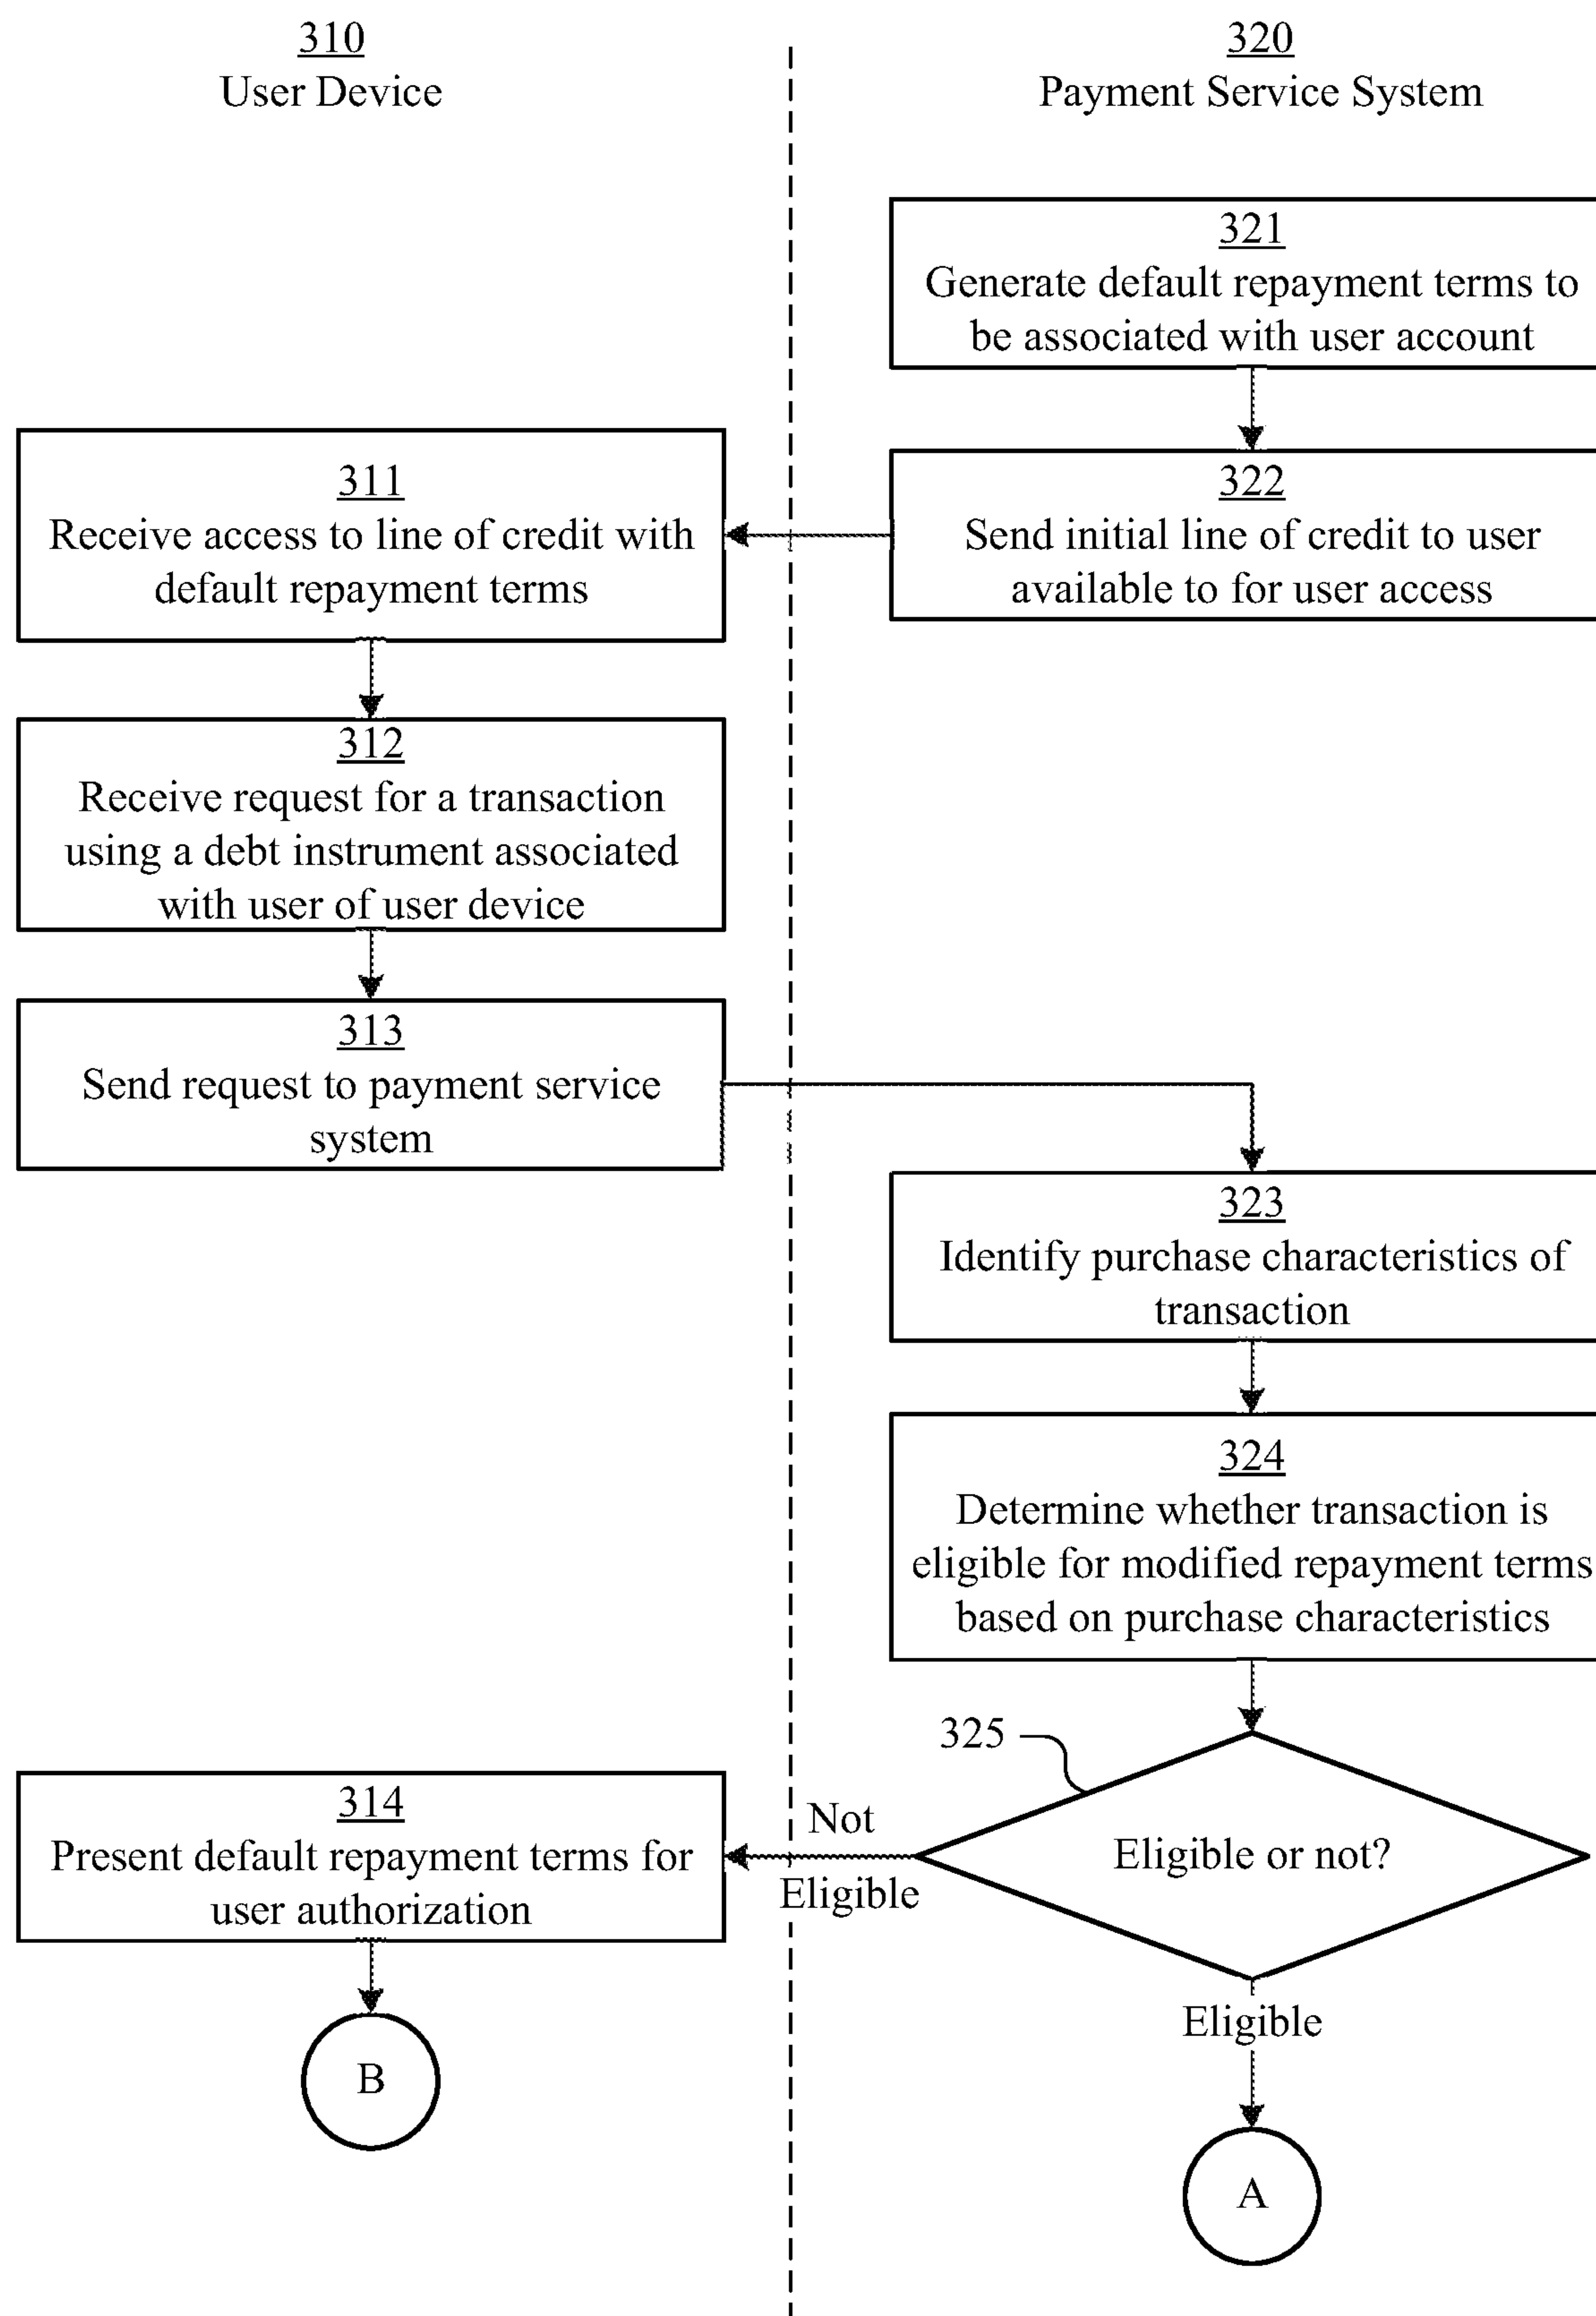 310
User Device
320
Payment Service System
321
Generate default repayment terms to
be associated with user account
322
Send initial line of credit to user
available to for user access
311
Receive access to line of credit with
default repayment terms
312
Receive request for a transaction
using a debt instrument associated
with user of user device
313
Send request to payment service
system
323
Identify purchase characteristics of
transaction
324
Determine whether transaction is
eligible for modified repayment terms
based on purchase characteristics
325
Eligible or not?
Not
Eligible
314
Present default repayment terms for
user authorization
B
Eligible
A